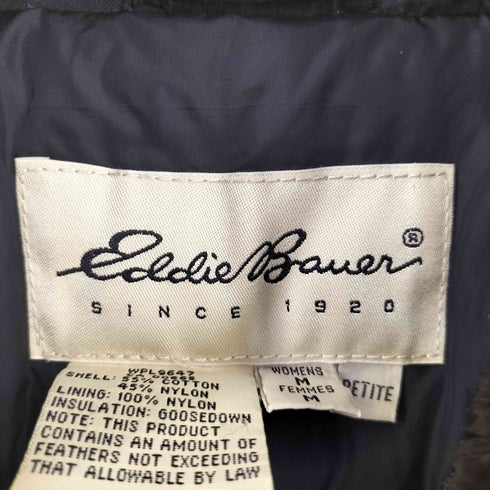 Eddie Bauer®
SINCE 1920
WPL6647
SHELL: 55% COTTON
45% NYLON
LINING: 100% NYLON
INSULATION: GOOSEDOWN
NOTE: THIS PRODUCT
CONTAINS AN AMOUNT OF
FEATHERS NOT EXCEEDING
THAT ALLOWABLE BY LAW
WOMENS
M
FEMMES
M
PETITE